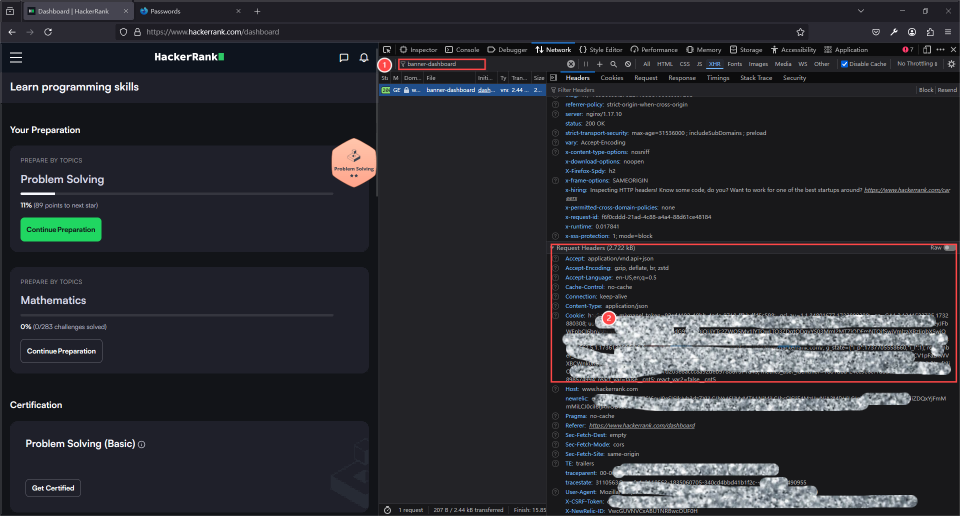 Dashboard | HackerRank
Passwords
https://www.hackerrank.com/dashboard
HackerRank
Learn programming skills
Your Preparation
PREPARE BY TOPICS
Problem Solving
11% (89 points to next star)
Continue Preparation
Problem Solving
PREPARE BY TOPICS
Mathematics
0% (0/283 challenges solved)
Continue Preparation
Certification
Problem Solving (Basic)
Get Certified
Inspector Console Debugger Network Style Editor Performance Memory Storage Accessibility Application 7
1 banner-dashboard
All HTML CSS JS XHR Fonts Images Media WS Other Disable Cache No Throttling
St M Dom... File Initi... Ty Tran... Size
GE w... banner-dashboard dash... vn 2.44 ... 2...
Headers Cookies Request Response Timings Stack Trace Security
Filter Headers Block Resend
referrer-policy: strict-origin-when-cross-origin
server: nginx/1.17.10
status: 200 OK
strict-transport-security: max-age=31536000 ; includeSubDomains ; preload
vary: Accept-Encoding
x-content-type-options: nosniff
x-download-options: noopen
X-Firefox-Spdy: h2
x-frame-options: SAMEORIGIN
x-hiring: Inspecting HTTP headers! Know some code, do you? Want to work for one of the best startups around? https://www.hackerrank.com/car
eers
x-permitted-cross-domain-policies: none
x-request-id: f6f0cddd-21ad-4c88-a4a4-88d61ce48184
x-runtime: 0.017841
x-xss-protection: 1; mode=block
Request Headers (2.722 kB) Raw
Accept: application/vnd.api+json
Accept-Encoding: gzip, deflate, br, zstd
Accept-Language: en-US,en;q=0.5
Cache-Control: no-cache
Connection: keep-alive
Content-Type: application/json
Cookie:
2
Host: www.hackerrank.com
newrelic:
Pragma: no-cache
Referer: https://www.hackerrank.com/dashboard
Sec-Fetch-Dest: empty
Sec-Fetch-Mode: cors
Sec-Fetch-Site: same-origin
TE: trailers
traceparent: 00-
tracestate:
User-Agent: Mozilla
X-CSRF-Token:
X-NewRelic-ID:
1 request 207 B / 2.44 kB transferred Finish: 15.85